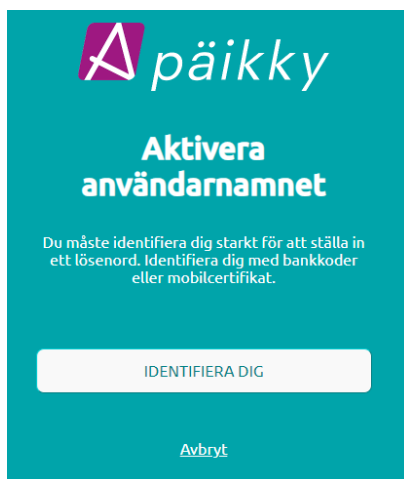 A päikky
Aktivera
användarnamnet
Du måste identifiera dig starkt för att ställa in
ett lösenord. Identifiera dig med bankkoder
eller mobilcertifikat.
IDENTIFIERA DIG
Avbryt